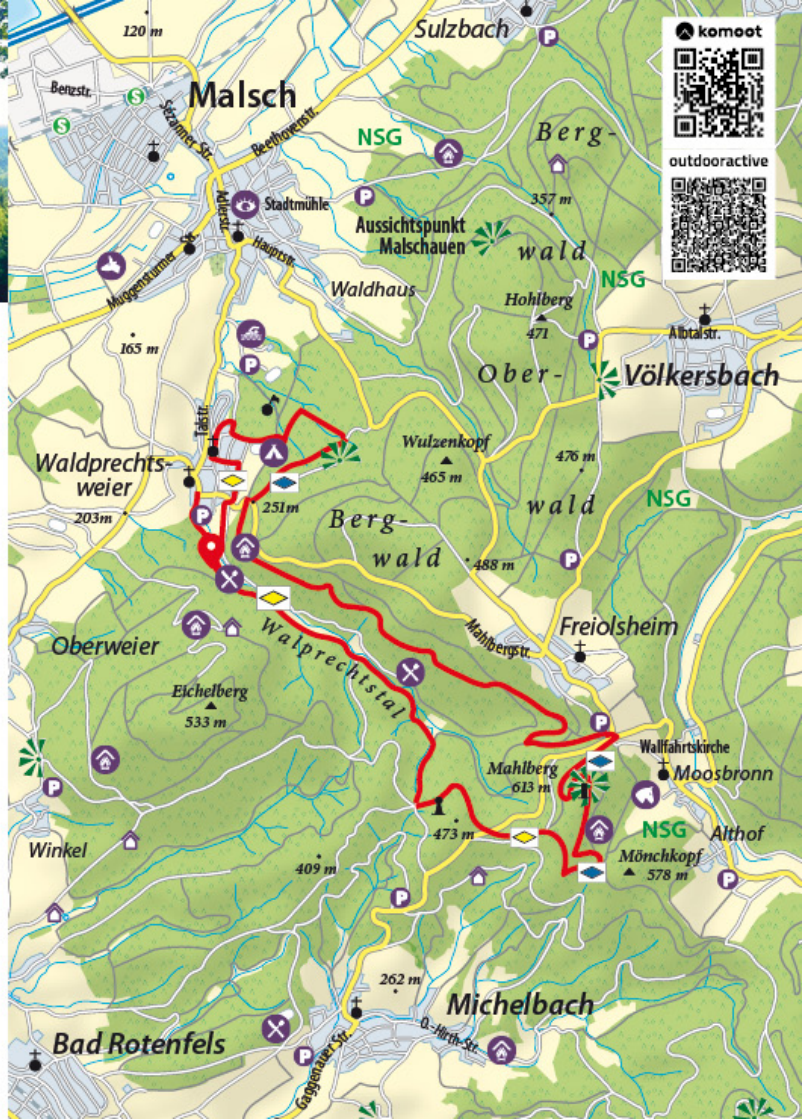 120 m
Sulzbach
komoot
Benzstr.
Malsch
Sézanner Str.
Beethovenstr.
NSG
Berg-
outdooractive
Adlerstr.
Stadtmühle
357 m
Aussichtspunkt
Malschauen
Hauptstr.
wald
Muggensturmer Str.
Waldhaus
NSG
Hohlberg
471
Albtalstr.
165 m
Ober-
Völkersbach
Talstr.
Waldprechts-
weier
Wulzenkopf
465 m
476 m
203m
251m
wald
NSG
Berg-
wald
488 m
Mahlbergstr.
Freiolsheim
Oberweier
Walprechtstal
Eichelberg
533 m
Wallfahrtskirche
Mahlberg
613 m
Moosbronn
P
473 m
NSG
Althof
Winkel
409 m
Mönchkopf
578 m
262 m
Michelbach
Bad Rotenfels
O.-Hirth-Str.
Gaggenauer Str.